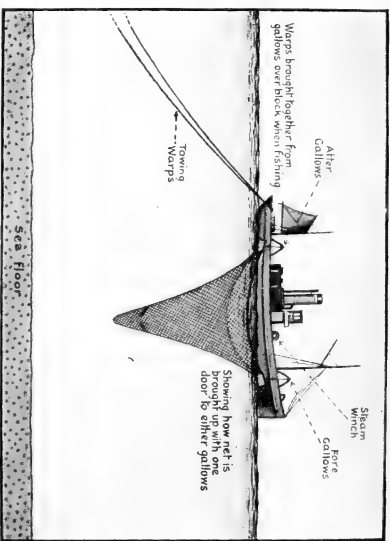 Warps brought together from
gallows over block when fishing
After
Gallows
Steam
Winch
Fore
Gallows
Towing
Warps
Showing how net is
brought up with one
door to either gallows
Sea Floor